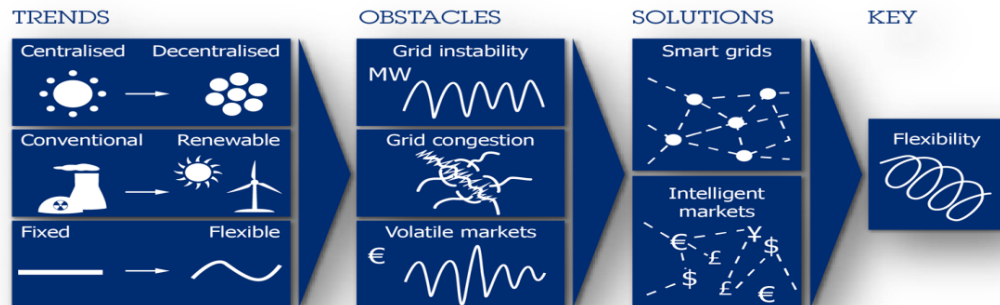 TRENDS
OBSTACLES
SOLUTIONS
KEY
Centralised
Decentralised
Conventional
Renewable
Fixed
Flexible
Grid instability
MW
Grid congestion
Volatile markets
€
Smart grids
Intelligent
markets
€ ¥ $
£
$ £ €
Flexibility